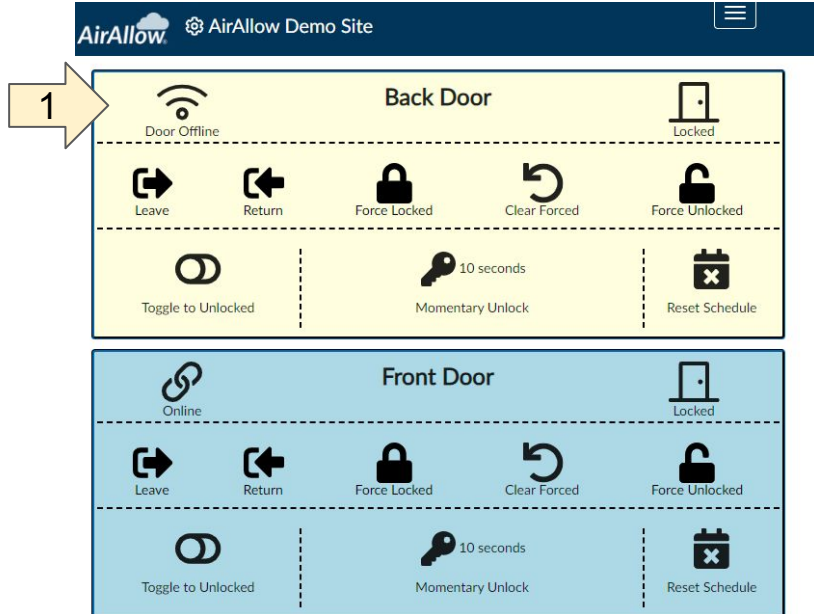 AirAllow AirAllow Demo Site
1
Back Door
Door Offline Locked
Leave Return Force Locked Clear Forced Force Unlocked
10 seconds
Toggle to Unlocked Momentary Unlock Reset Schedule
Front Door
Online Locked
Leave Return Force Locked Clear Forced Force Unlocked
10 seconds
Toggle to Unlocked Momentary Unlock Reset Schedule